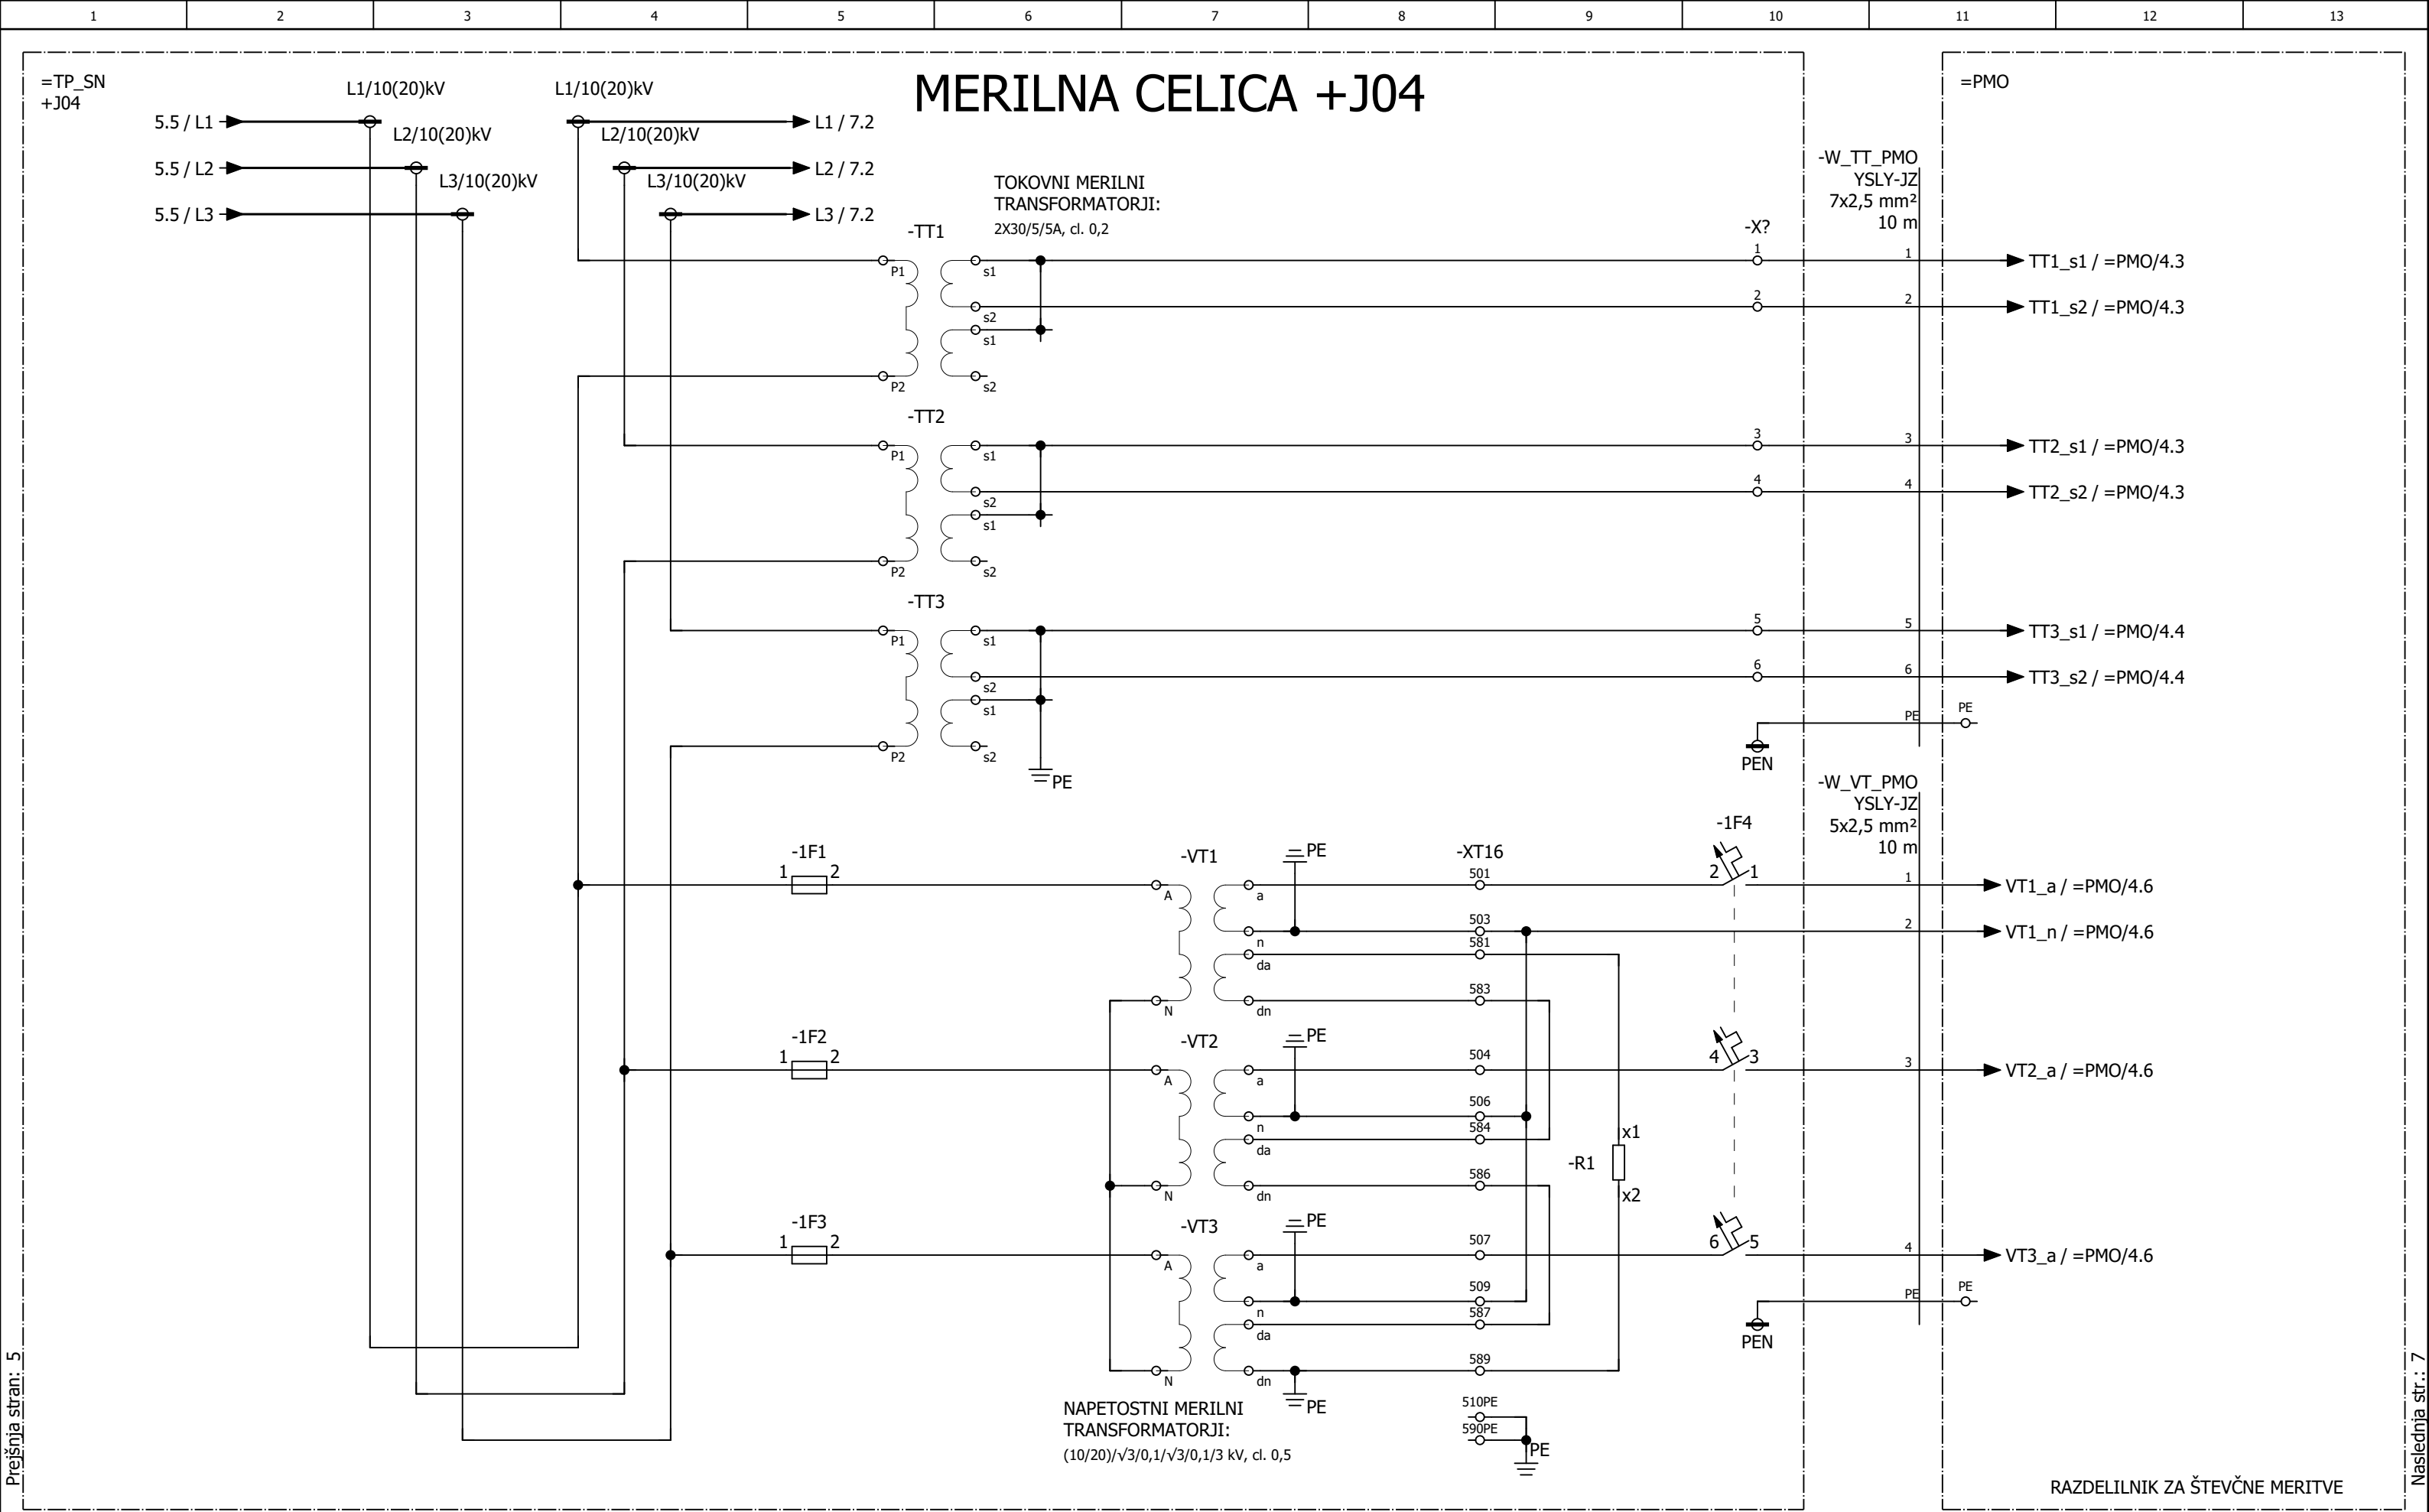 1 2 3 4 5 6 7 8 9 10 11 12 13
=TP_SN
+J04
MERILNA CELICA +J04
=PMO
L1/10(20)kV
L1/10(20)kV
5.5 / L1
L1 / 7.2
L2/10(20)kV
L2/10(20)kV
5.5 / L2
L2 / 7.2
L3/10(20)kV
L3/10(20)kV
5.5 / L3
L3 / 7.2
TOKOVNI MERILNI
TRANSFORMATORJI:
2X30/5/5A, cl. 0,2
-W_TT_PMO
YSLY-JZ
7x2,5 mm²
10 m
-X?
-TT1
P1
P2
s1
s2
s1
s2
1
1
TT1_s1 / =PMO/4.3
2
2
TT1_s2 / =PMO/4.3
-TT2
P1
P2
s1
s2
s1
s2
3
3
TT2_s1 / =PMO/4.3
4
4
TT2_s2 / =PMO/4.3
-TT3
P1
P2
s1
s2
s1
s2
5
5
TT3_s1 / =PMO/4.4
6
6
TT3_s2 / =PMO/4.4
PE
PE
PEN
PE
-W_VT_PMO
YSLY-JZ
5x2,5 mm²
10 m
-1F1
1 2
-VT1
A
N
a
n
da
dn
PE
-XT16
501
503
581
583
-1F4
2 1
1
VT1_a / =PMO/4.6
2
VT1_n / =PMO/4.6
-1F2
1 2
-VT2
A
N
a
n
da
dn
PE
504
506
584
586
4 3
3
VT2_a / =PMO/4.6
-R1
x1
x2
-1F3
1 2
-VT3
A
N
a
n
da
dn
PE
507
509
587
589
6 5
4
VT3_a / =PMO/4.6
PE
PE
PEN
PE
510PE
590PE
PE
NAPETOSTNI MERILNI
TRANSFORMATORJI:
(10/20)/√3/0,1/√3/0,1/3 kV, cl. 0,5
RAZDELILNIK ZA ŠTEVČNE MERITVE
Prejšnja stran: 5
Naslednja str.: 7